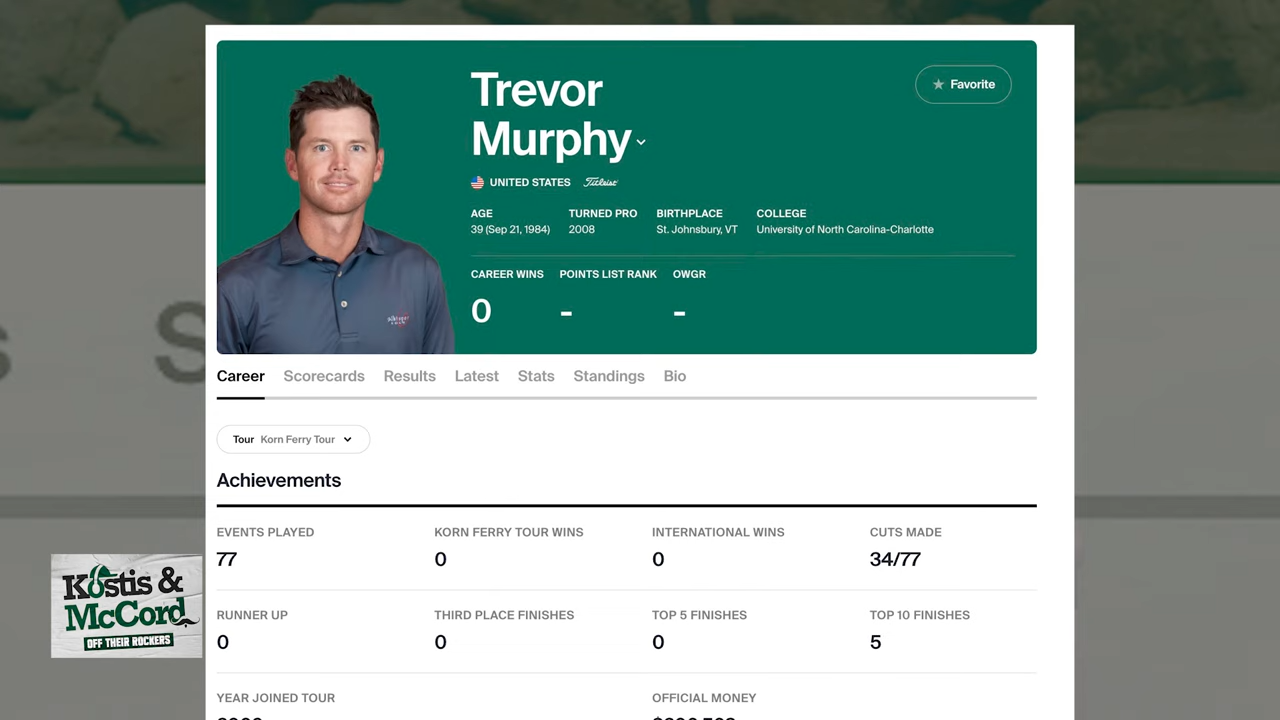 Trevor
Murphy
Favorite
UNITED STATES Titleist
AGE TURNED PRO BIRTHPLACE COLLEGE
39 (Sep 21, 1984) 2008 St. Johnsbury, VT University of North Carolina-Charlotte
CAREER WINS POINTS LIST RANK OWGR
0 - -
Career Scorecards Results Latest Stats Standings Bio
Tour Korn Ferry Tour
Achievements
EVENTS PLAYED KORN FERRY TOUR WINS INTERNATIONAL WINS CUTS MADE
77 0 0 34/77
RUNNER UP THIRD PLACE FINISHES TOP 5 FINISHES TOP 10 FINISHES
0 0 0 5
YEAR JOINED TOUR OFFICIAL MONEY
Kostis &
McCord
OFF THEIR ROCKERS